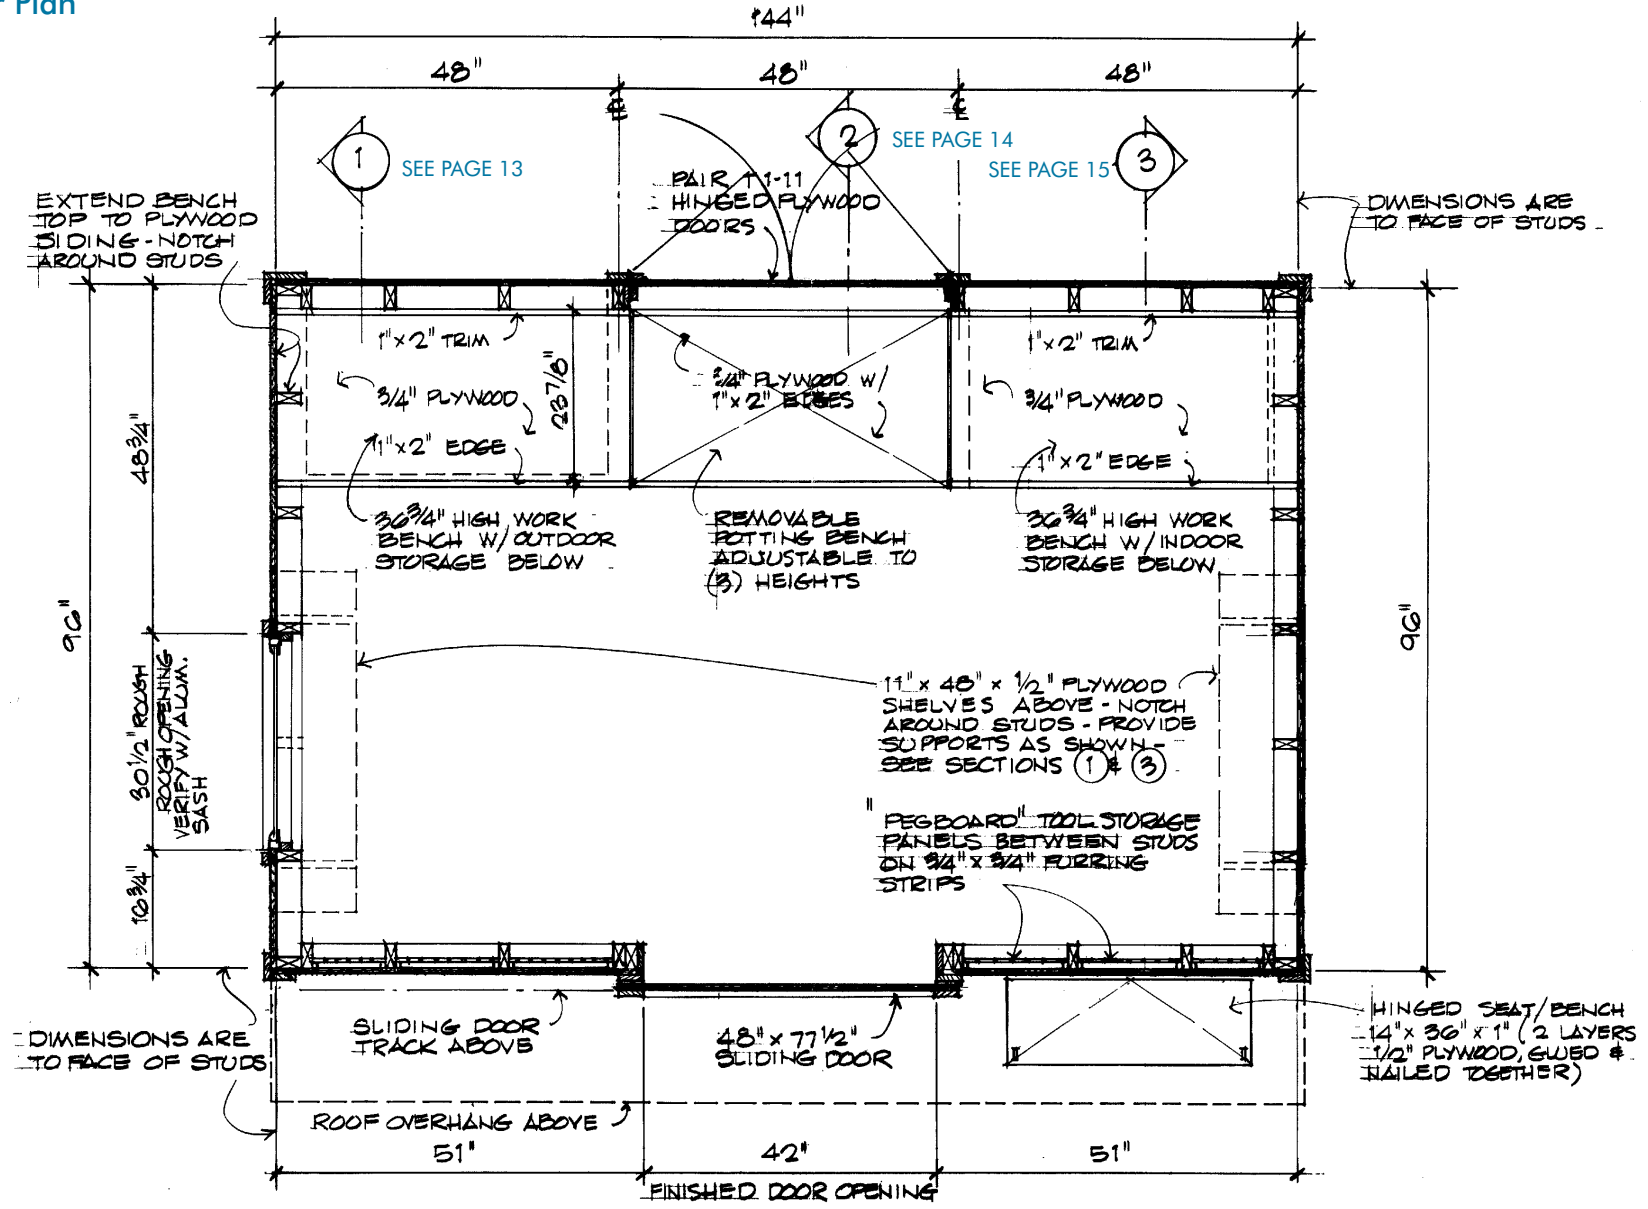 Plan
144"
48" 48" 48"
1 SEE PAGE 13
2 SEE PAGE 14
SEE PAGE 15 3
PAIR T 1-11
HINGED PLYWOOD
DOORS
EXTEND BENCH
TOP TO PLYWOOD
SIDING - NOTCH
AROUND STUDS
DIMENSIONS ARE
TO FACE OF STUDS
1" x 2" TRIM
3/4" PLYWOOD
1" x 2" EDGE
23 7/8"
3/4" PLYWOOD W/
1" x 2" EDGES
1" x 2" TRIM
3/4" PLYWOOD
1" x 2" EDGE
36 3/4" HIGH WORK
BENCH W/ OUTDOOR
STORAGE BELOW
REMOVABLE
POTTING BENCH
ADJUSTABLE TO
(3) HEIGHTS
36 3/4" HIGH WORK
BENCH W/ INDOOR
STORAGE BELOW
96"
48 3/4"
30 1/2" ROUGH
ROUGH OPENING
VERIFY W/ ALUM.
SASH
16 3/4"
96"
11" x 48" x 1/2" PLYWOOD
SHELVES ABOVE - NOTCH
AROUND STUDS - PROVIDE
SUPPORTS AS SHOWN -
SEE SECTIONS 1 & 3
"PEGBOARD" TOOL STORAGE
PANELS BETWEEN STUDS
ON 3/4" x 3/4" FURRING
STRIPS
DIMENSIONS ARE
TO FACE OF STUDS
SLIDING DOOR
TRACK ABOVE
48" x 77 1/2"
SLIDING DOOR
HINGED SEAT/BENCH
14" x 36" x 1" (2 LAYERS
1/2" PLYWOOD, GLUED &
NAILED TOGETHER)
ROOF OVERHANG ABOVE
51" 42" 51"
FINISHED DOOR OPENING